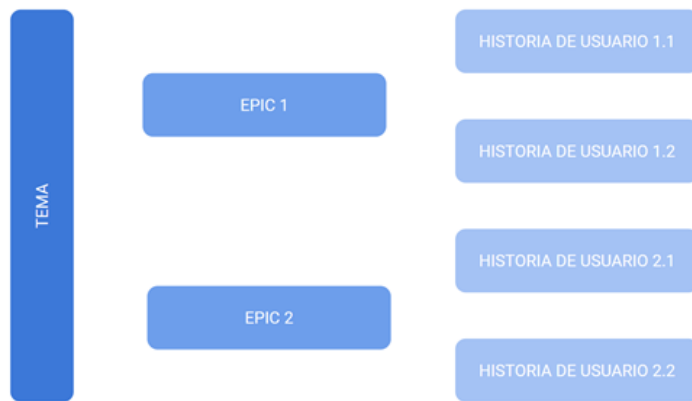 TEMA
EPIC 1
EPIC 2
HISTORIA DE USUARIO 1.1
HISTORIA DE USUARIO 1.2
HISTORIA DE USUARIO 2.1
HISTORIA DE USUARIO 2.2